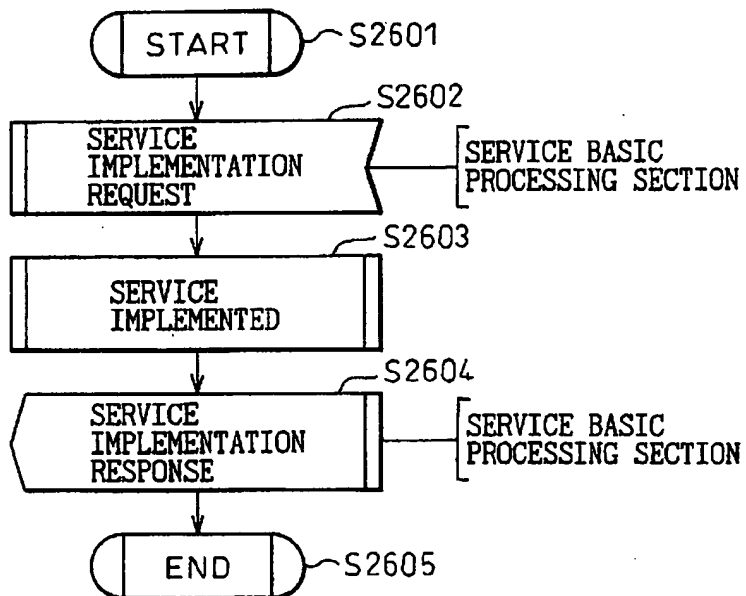 START
S2601
S2602
SERVICE
IMPLEMENTATION
REQUEST
SERVICE BASIC
PROCESSING SECTION
S2603
SERVICE
IMPLEMENTED
S2604
SERVICE
IMPLEMENTATION
RESPONSE
SERVICE BASIC
PROCESSING SECTION
END
S2605